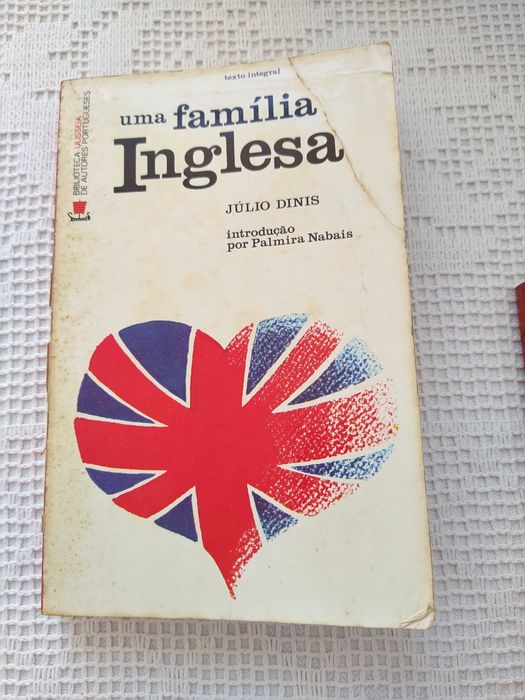 texto integral
uma família
Inglesa
JÚLIO DINIS
introdução
por Palmira Nabais
BIBLIOTECA ULISSEIA
DE AUTORES PORTUGUESES